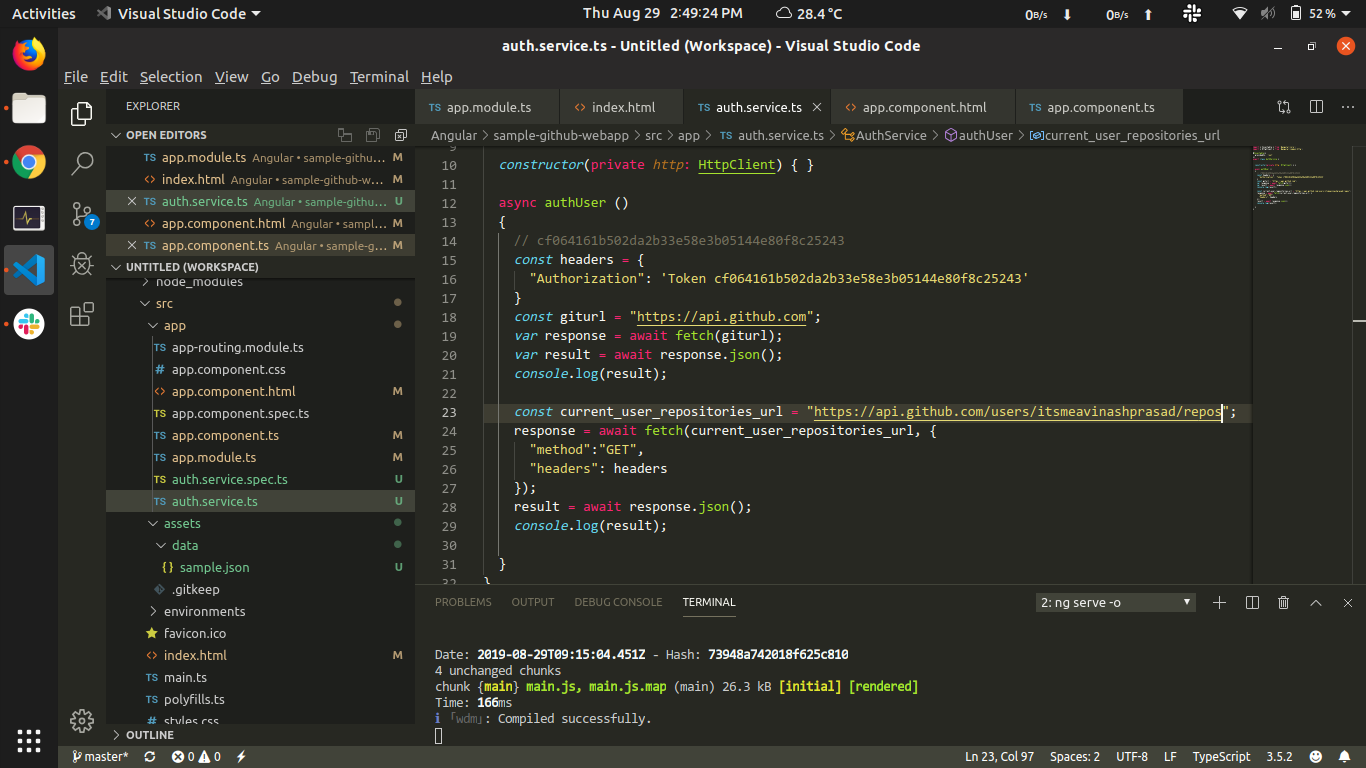 Activities Visual Studio Code Thu Aug 29 2:49:24 PM 28.4 °C 0B/s 0B/s 52 %
auth.service.ts - Untitled (Workspace) - Visual Studio Code
File Edit Selection View Go Debug Terminal Help
EXPLORER
OPEN EDITORS
TS app.module.ts Angular • sample-githu... M
<> index.html Angular • sample-github-w... M
TS auth.service.ts Angular • sample-githu... U
<> app.component.html Angular • sampl... M
TS app.component.ts Angular • sample-g... M
UNTITLED (WORKSPACE)
node_modules
src
app
TS app-routing.module.ts
# app.component.css
<> app.component.html M
TS app.component.spec.ts
TS app.component.ts M
TS app.module.ts M
TS auth.service.spec.ts U
TS auth.service.ts U
assets
data
{} sample.json U
.gitkeep
environments
favicon.ico
<> index.html M
TS main.ts
TS polyfills.ts
# styles.css
OUTLINE
7
TS app.module.ts <> index.html TS auth.service.ts <> app.component.html TS app.component.ts
Angular > sample-github-webapp > src > app > TS auth.service.ts > AuthService > authUser > current_user_repositories_url
9
10 constructor(private http: HttpClient) { }
11
12 async authUser ()
13 {
14 // cf064161b502da2b33e58e3b05144e80f8c25243
15 const headers = {
16 "Authorization": 'Token cf064161b502da2b33e58e3b05144e80f8c25243'
17 }
18 const giturl = "https://api.github.com";
19 var response = await fetch(giturl);
20 var result = await response.json();
21 console.log(result);
22
23 const current_user_repositories_url = "https://api.github.com/users/itsmeavinashprasad/repos";
24 response = await fetch(current_user_repositories_url, {
25 "method":"GET",
26 "headers": headers
27 });
28 result = await response.json();
29 console.log(result);
30
31 }
32 }
PROBLEMS OUTPUT DEBUG CONSOLE TERMINAL 2: ng serve -o
Date: 2019-08-29T09:15:04.451Z - Hash: 73948a742018f625c810
4 unchanged chunks
chunk {main} main.js, main.js.map (main) 26.3 kB [initial] [rendered]
Time: 166ms
i ｢wdm｣: Compiled successfully.
master* 0 0 Ln 23, Col 97 Spaces: 2 UTF-8 LF TypeScript 3.5.2